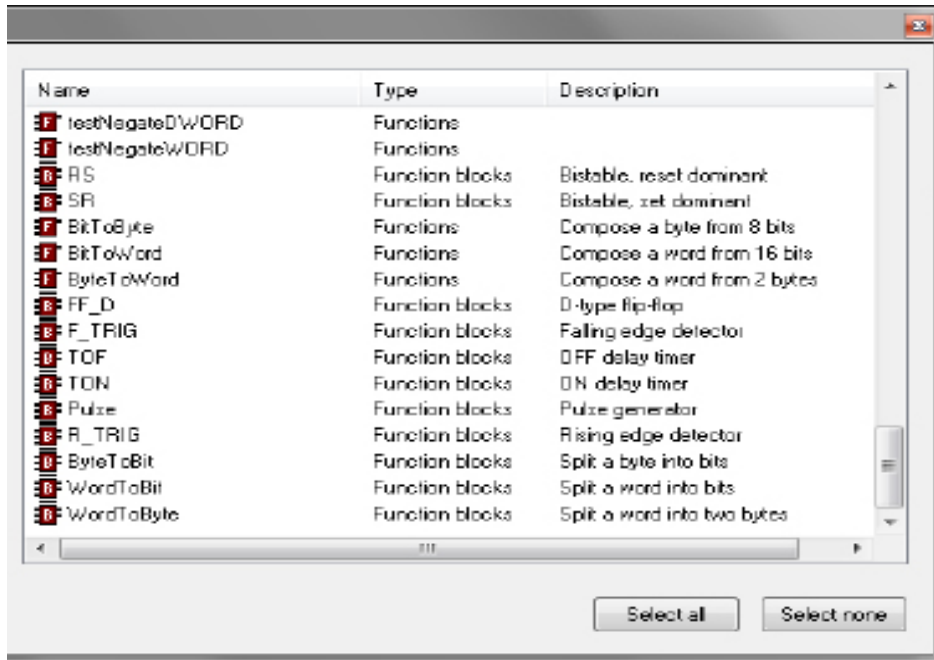 Name Type Description
F testNegateDWORD Functions
F testNegateWORD Functions
B RS Function blocks Bistable, reset dominant
B SR Function blocks Bistable, set dominant
F BitToByte Functions Compose a byte from 8 bits
F BitToWord Functions Compose a word from 16 bits
F ByteToWord Functions Compose a word from 2 bytes
B FF_D Function blocks D-type flip-flop
B F_TRIG Function blocks Falling edge detector
B TOF Function blocks OFF delay timer
B TON Function blocks ON delay timer
B Pulse Function blocks Pulse generator
B R_TRIG Function blocks Rising edge detector
B ByteToBit Function blocks Split a byte into bits
B WordToBit Function blocks Split a word into bits
B WordToByte Function blocks Split a word into two bytes
Select all Select none